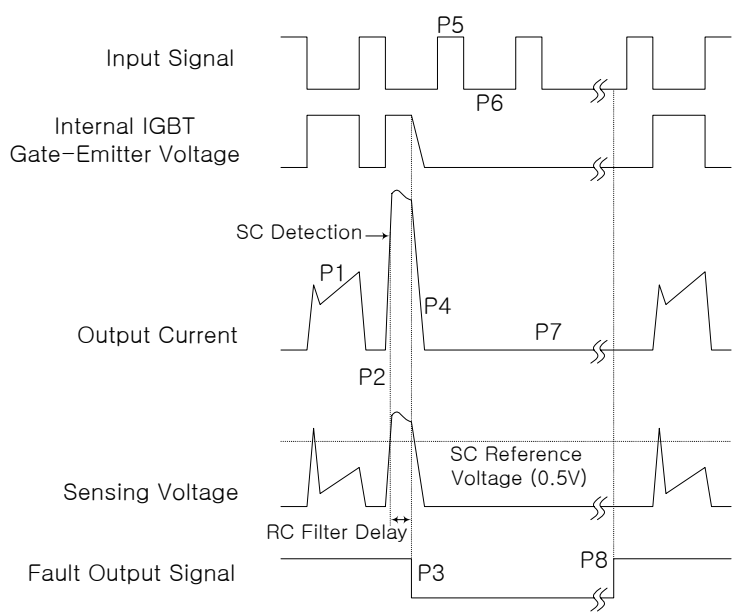 P5
Input Signal
P6
Internal IGBT
Gate-Emitter Voltage
SC Detection
P1
P4
Output Current
P7
P2
SC Reference
Voltage (0.5V)
Sensing Voltage
RC Filter Delay
Fault Output Signal
P3
P8